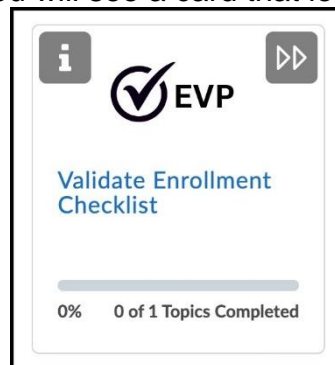 i
EVP
Validate Enrollment
Checklist
0% 0 of 1 Topics Completed